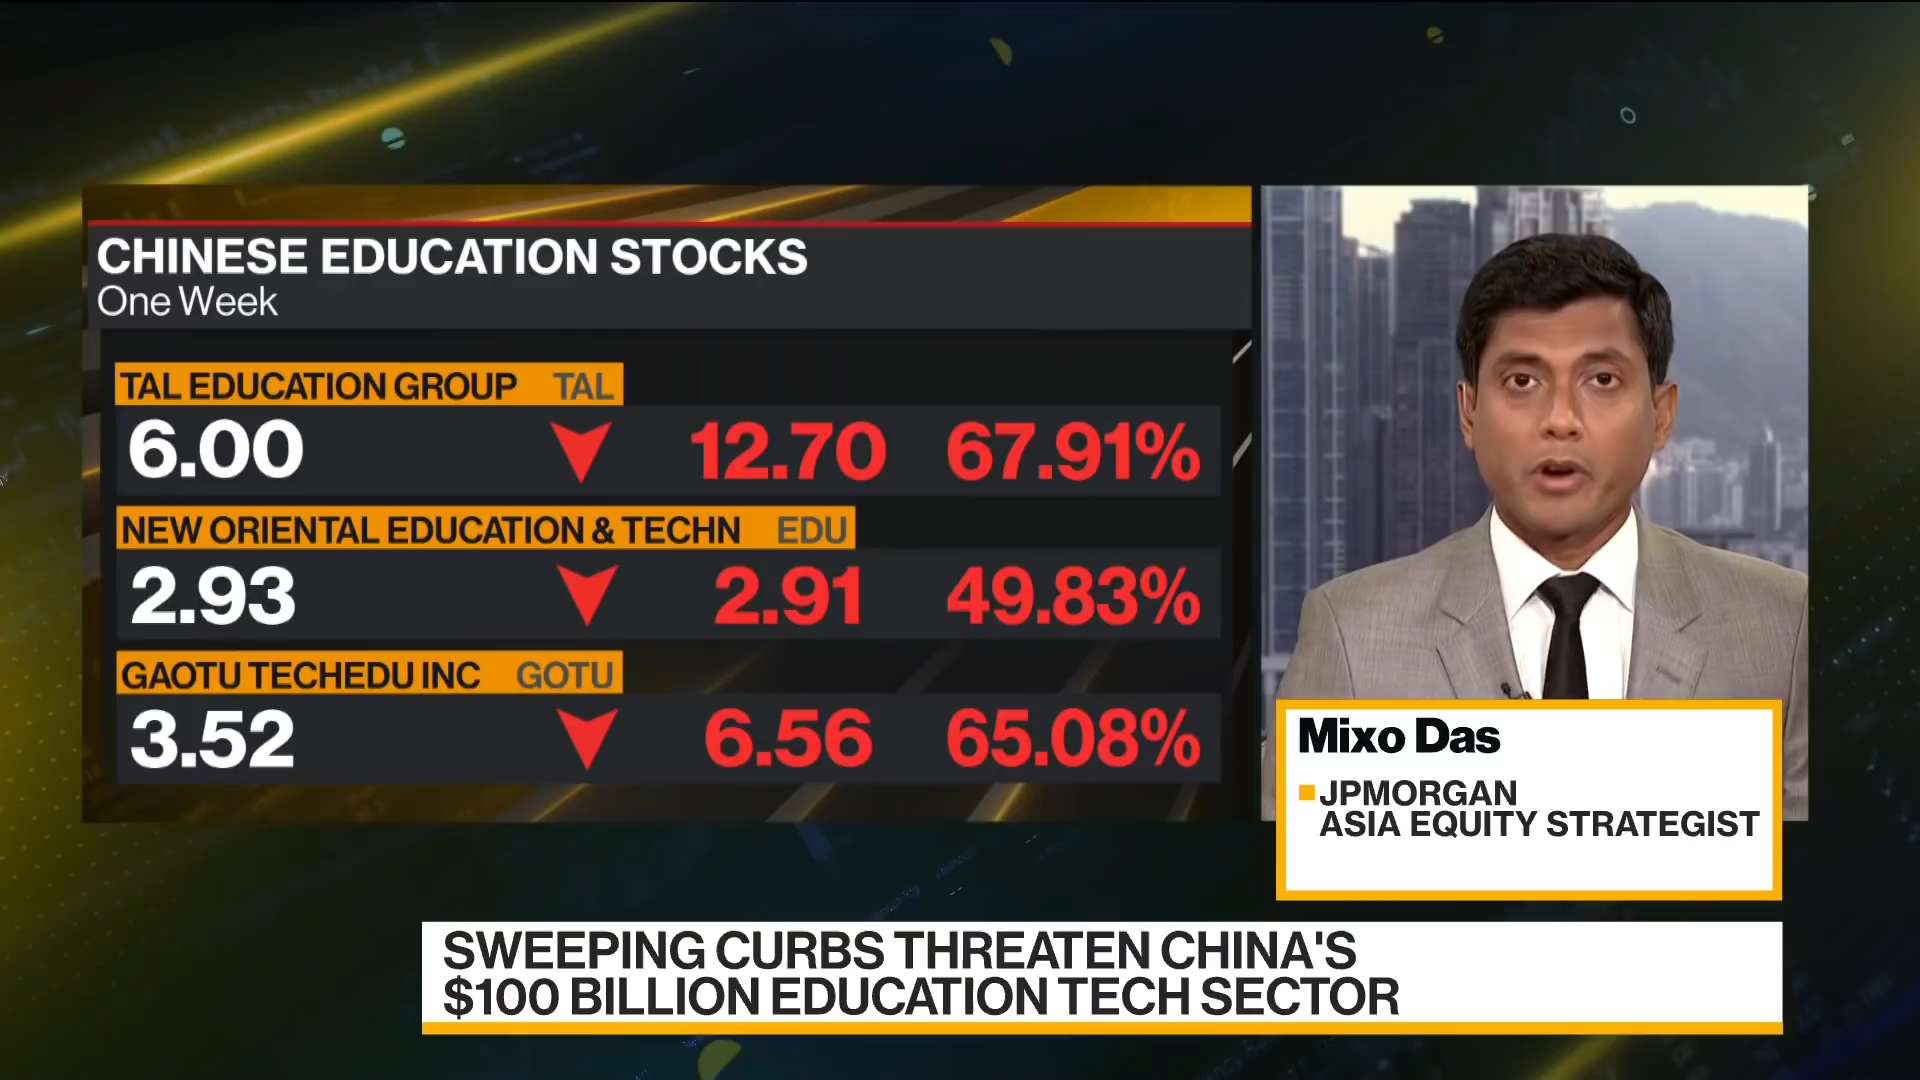 CHINESE EDUCATION STOCKS
One Week
TAL EDUCATION GROUP TAL
6.00 12.70 67.91%
NEW ORIENTAL EDUCATION & TECHN EDU
2.93 2.91 49.83%
GAOTU TECHEDU INC GOTU
3.52 6.56 65.08%
Mixo Das
JPMORGAN
ASIA EQUITY STRATEGIST
SWEEPING CURBS THREATEN CHINA'S
$100 BILLION EDUCATION TECH SECTOR